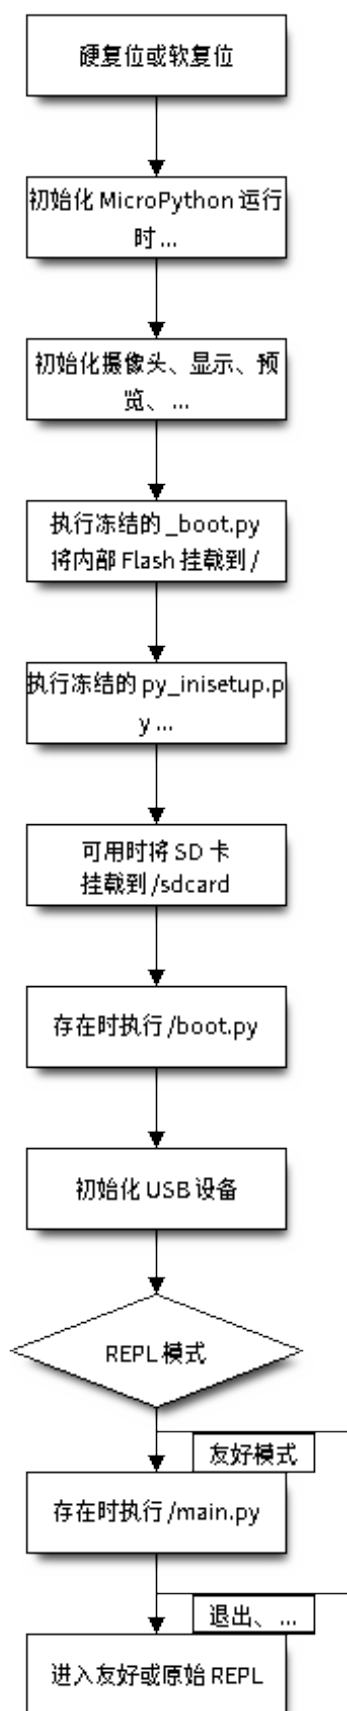 硬复位或软复位
初始化 MicroPython 运行
时 ...
初始化摄像头、显示、预
览、 ...
执行冻结的 _boot.py
将内部 Flash 挂载到 /
执行冻结的 py_inisetup.p
y ...
可用时将 SD 卡
挂载到 /sdcard
存在时执行 /boot.py
初始化 USB 设备
REPL 模式
友好模式
存在时执行 /main.py
退出、 ...
进入友好或原始 REPL